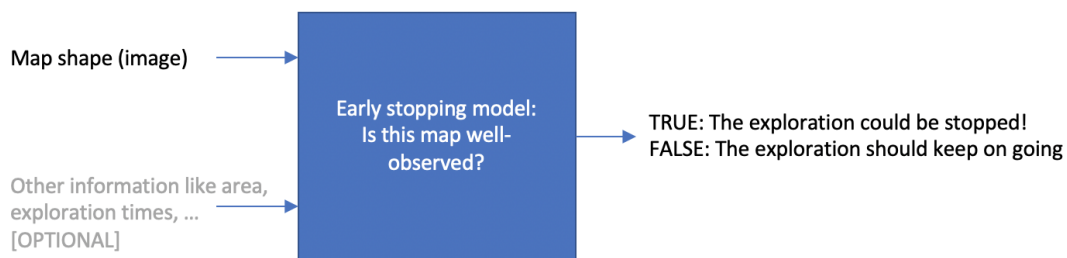 Map shape (image)
Other information like area,
exploration times, ...
[OPTIONAL]
Early stopping model:
Is this map well-
observed?
TRUE: The exploration could be stopped!
FALSE: The exploration should keep on going